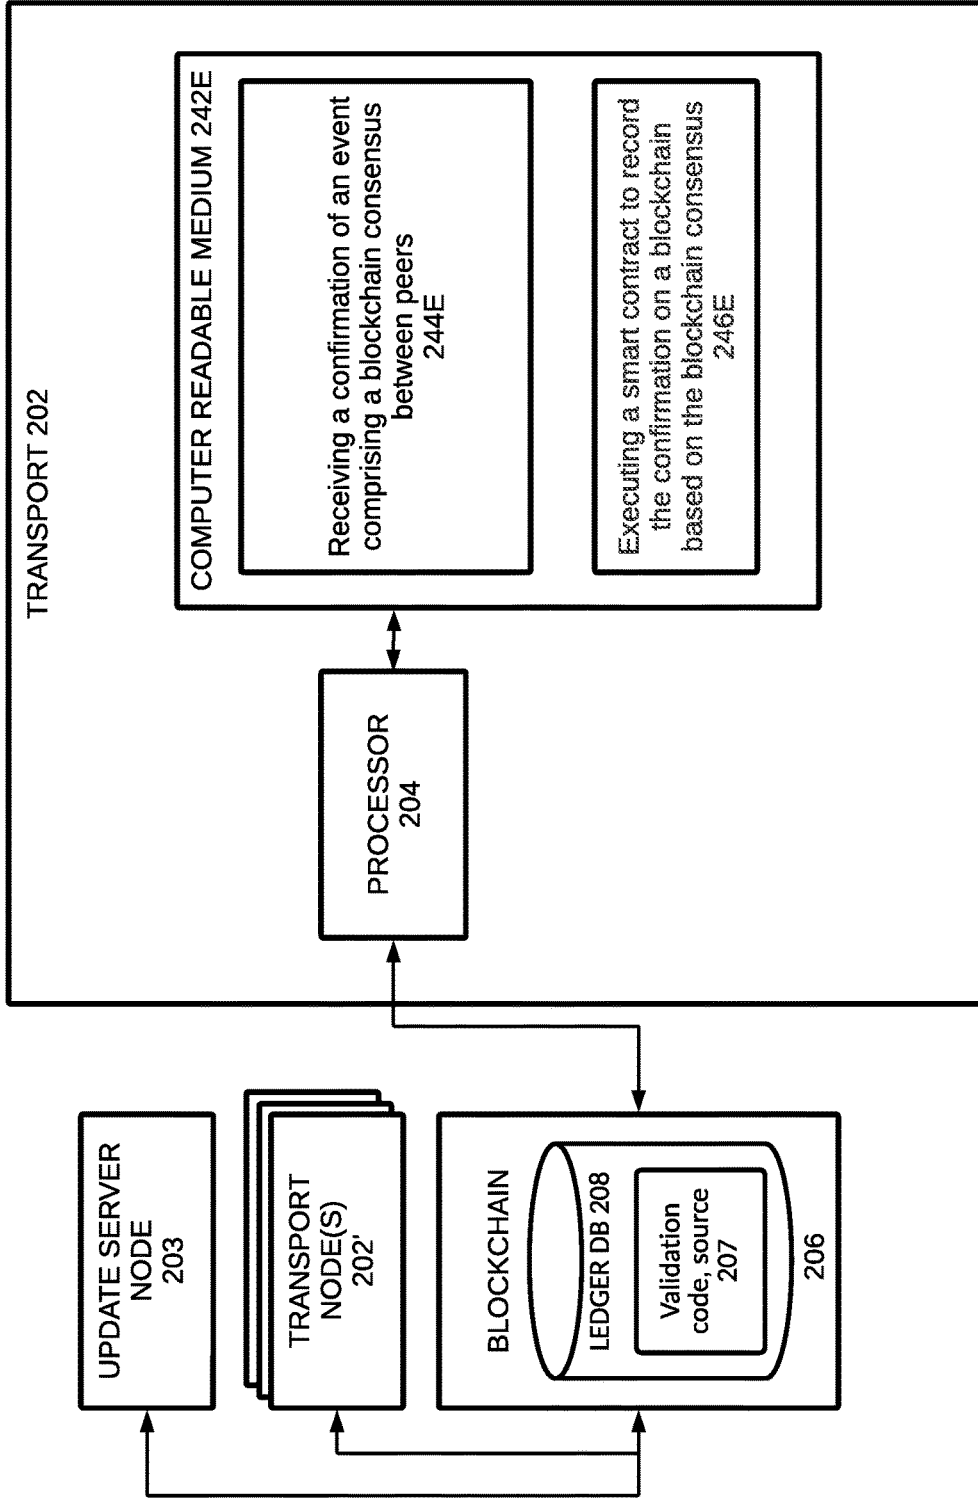 TRANSPORT 202
COMPUTER READABLE MEDIUM 242E
Receiving a confirmation of an event
comprising a blockchain consensus
between peers
244E
Executing a smart contract to record
the confirmation on a blockchain
based on the blockchain consensus
246E
PROCESSOR
204
UPDATE SERVER
NODE
203
TRANSPORT
NODE(S)
202'
BLOCKCHAIN
LEDGER DB 208
Validation
code, source
207
206